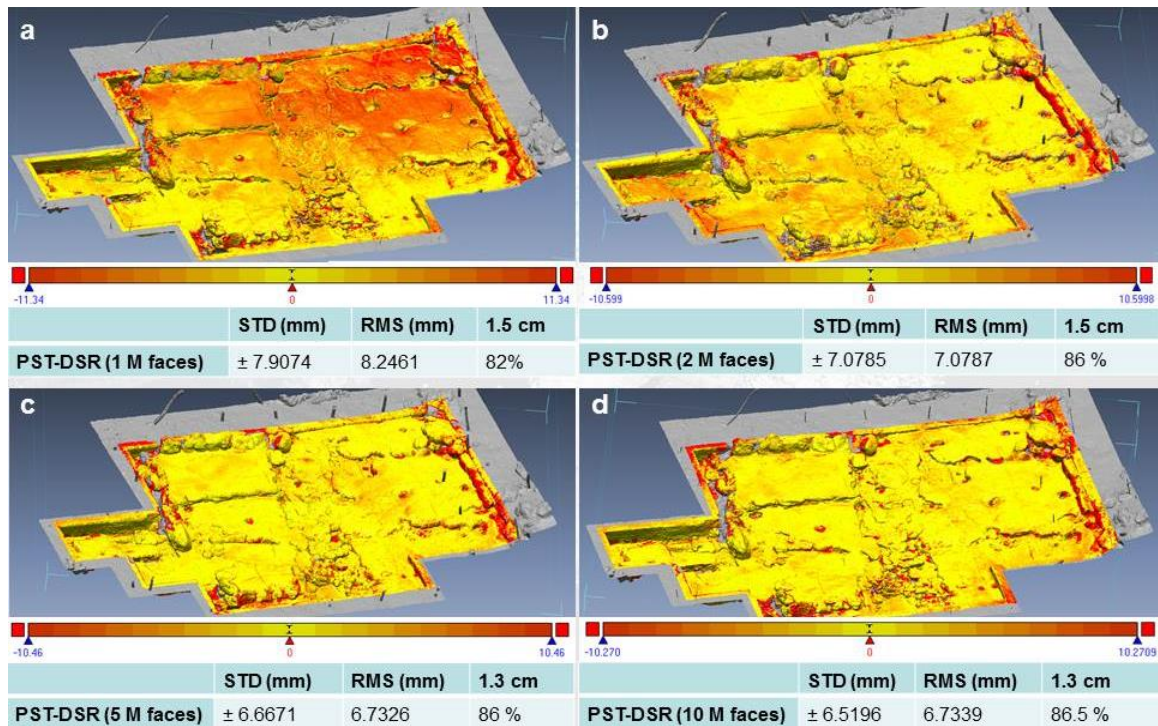 a
-11.34 0 11.34
STD (mm) RMS (mm) 1.5 cm
PST-DSR (1 M faces) ± 7.9074 8.2461 82%
b
-10.599 0 10.5998
STD (mm) RMS (mm) 1.5 cm
PST-DSR (2 M faces) ± 7.0785 7.0787 86 %
c
-10.46 0 10.46
STD (mm) RMS (mm) 1.3 cm
PST-DSR (5 M faces) ± 6.6671 6.7326 86 %
d
-10.270 0 10.2709
STD (mm) RMS (mm) 1.3 cm
PST-DSR (10 M faces) ± 6.5196 6.7339 86.5 %